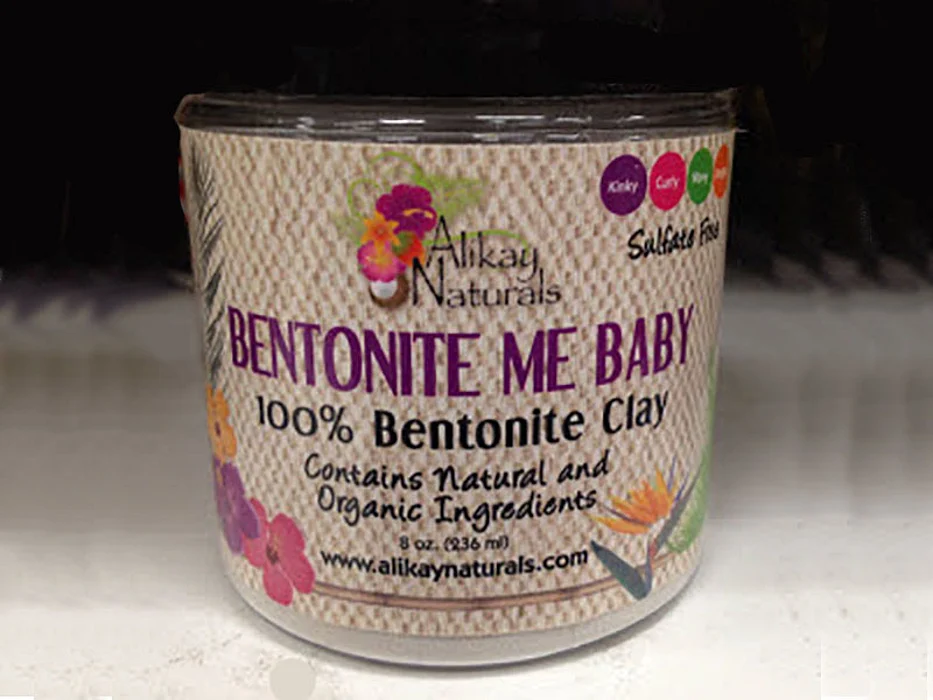 Kinky Curly Wavy
Sulfate Free
Alikay
Naturals
BENTONITE ME BABY
100% Bentonite Clay
Contains Natural and
Organic Ingredients
8 oz. (236 ml)
www.alikaynaturals.com